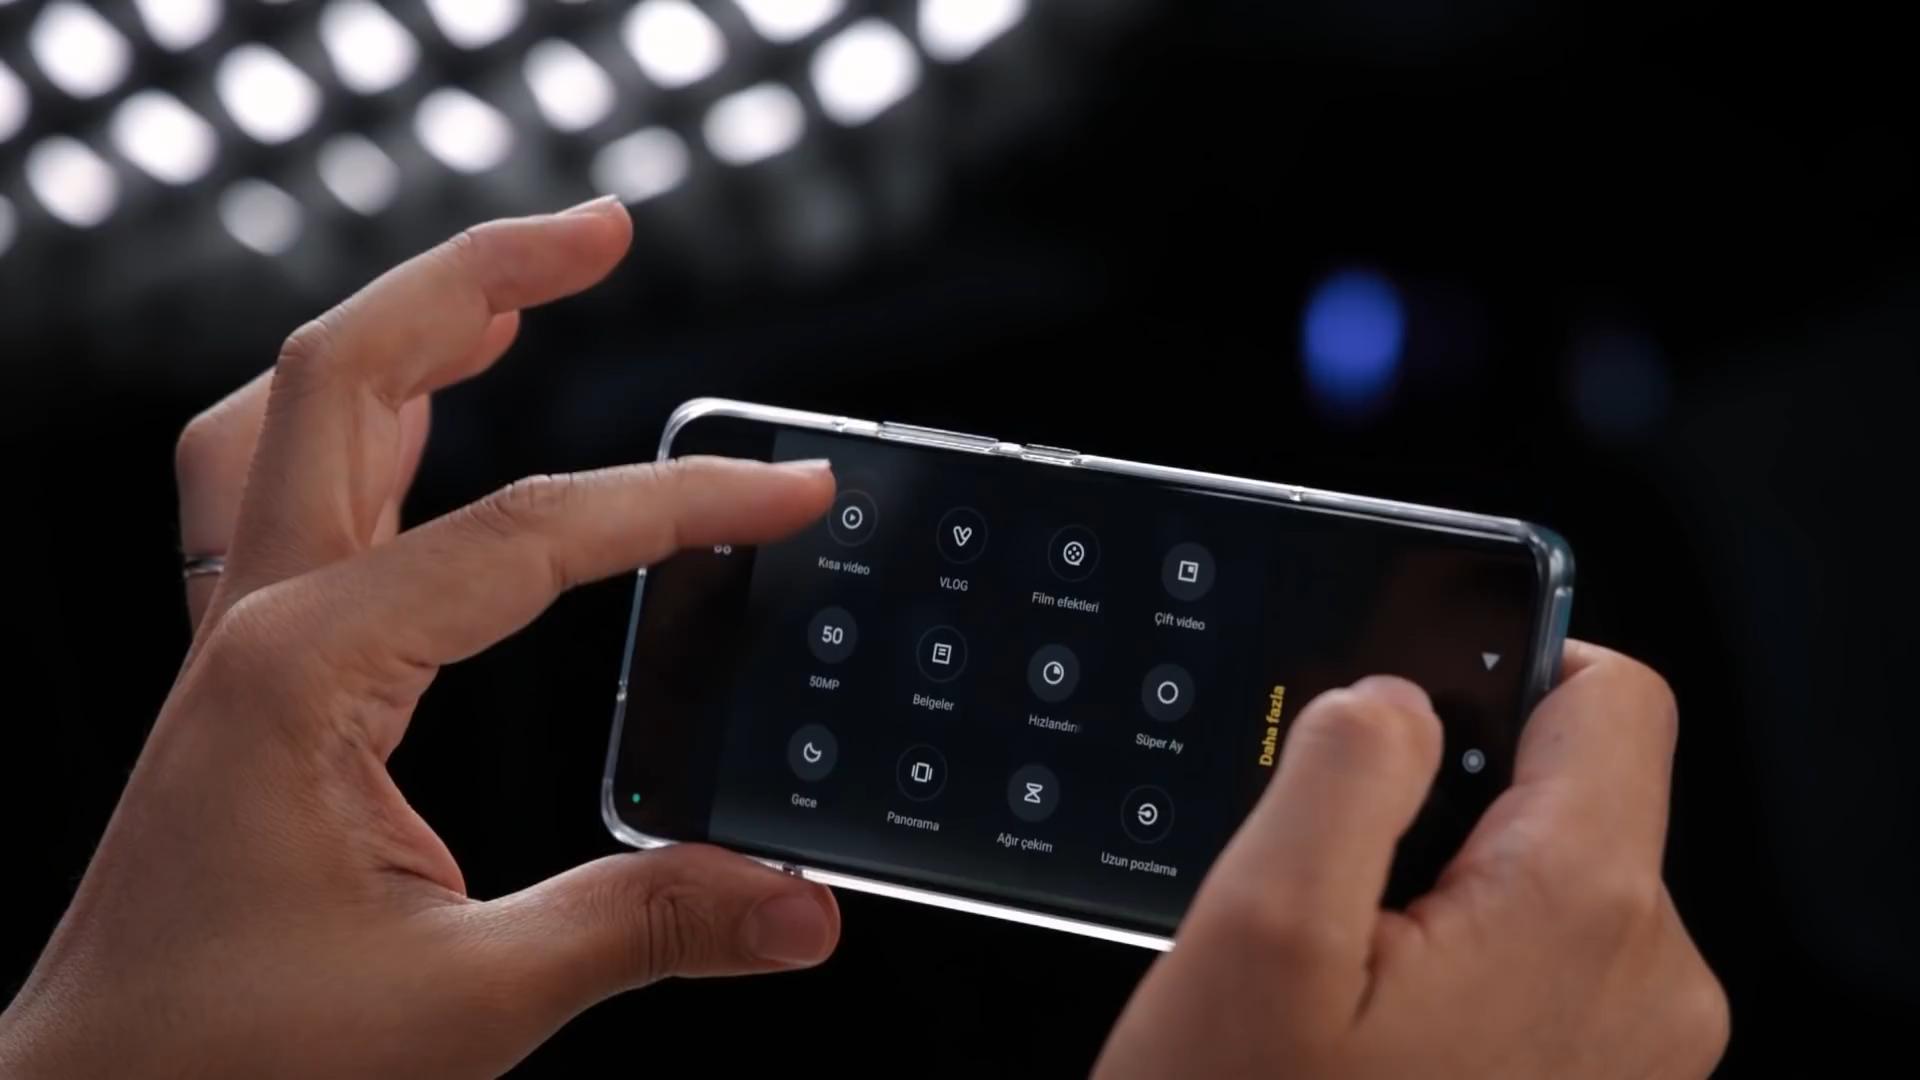 Kısa video
VLOG
Film efektleri
Çift video
50
50MP
Belgeler
Hızlandırı
Süper Ay
Gece
Panorama
Ağır çekim
Uzun pozlama
Daha fazla